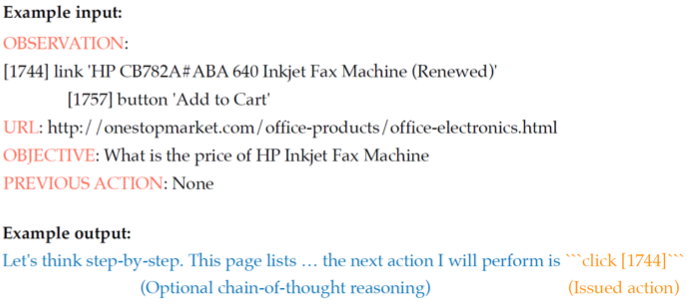 Example input:
OBSERVATION:
[1744] link 'HP CB782A#ABA 640 Inkjet Fax Machine (Renewed)'
[1757] button 'Add to Cart'
URL: http://onestopmarket.com/office-products/office-electronics.html
OBJECTIVE: What is the price of HP Inkjet Fax Machine
PREVIOUS ACTION: None
Example output:
Let's think step-by-step. This page lists … the next action I will perform is ```click [1744]```
(Optional chain-of-thought reasoning) (Issued action)